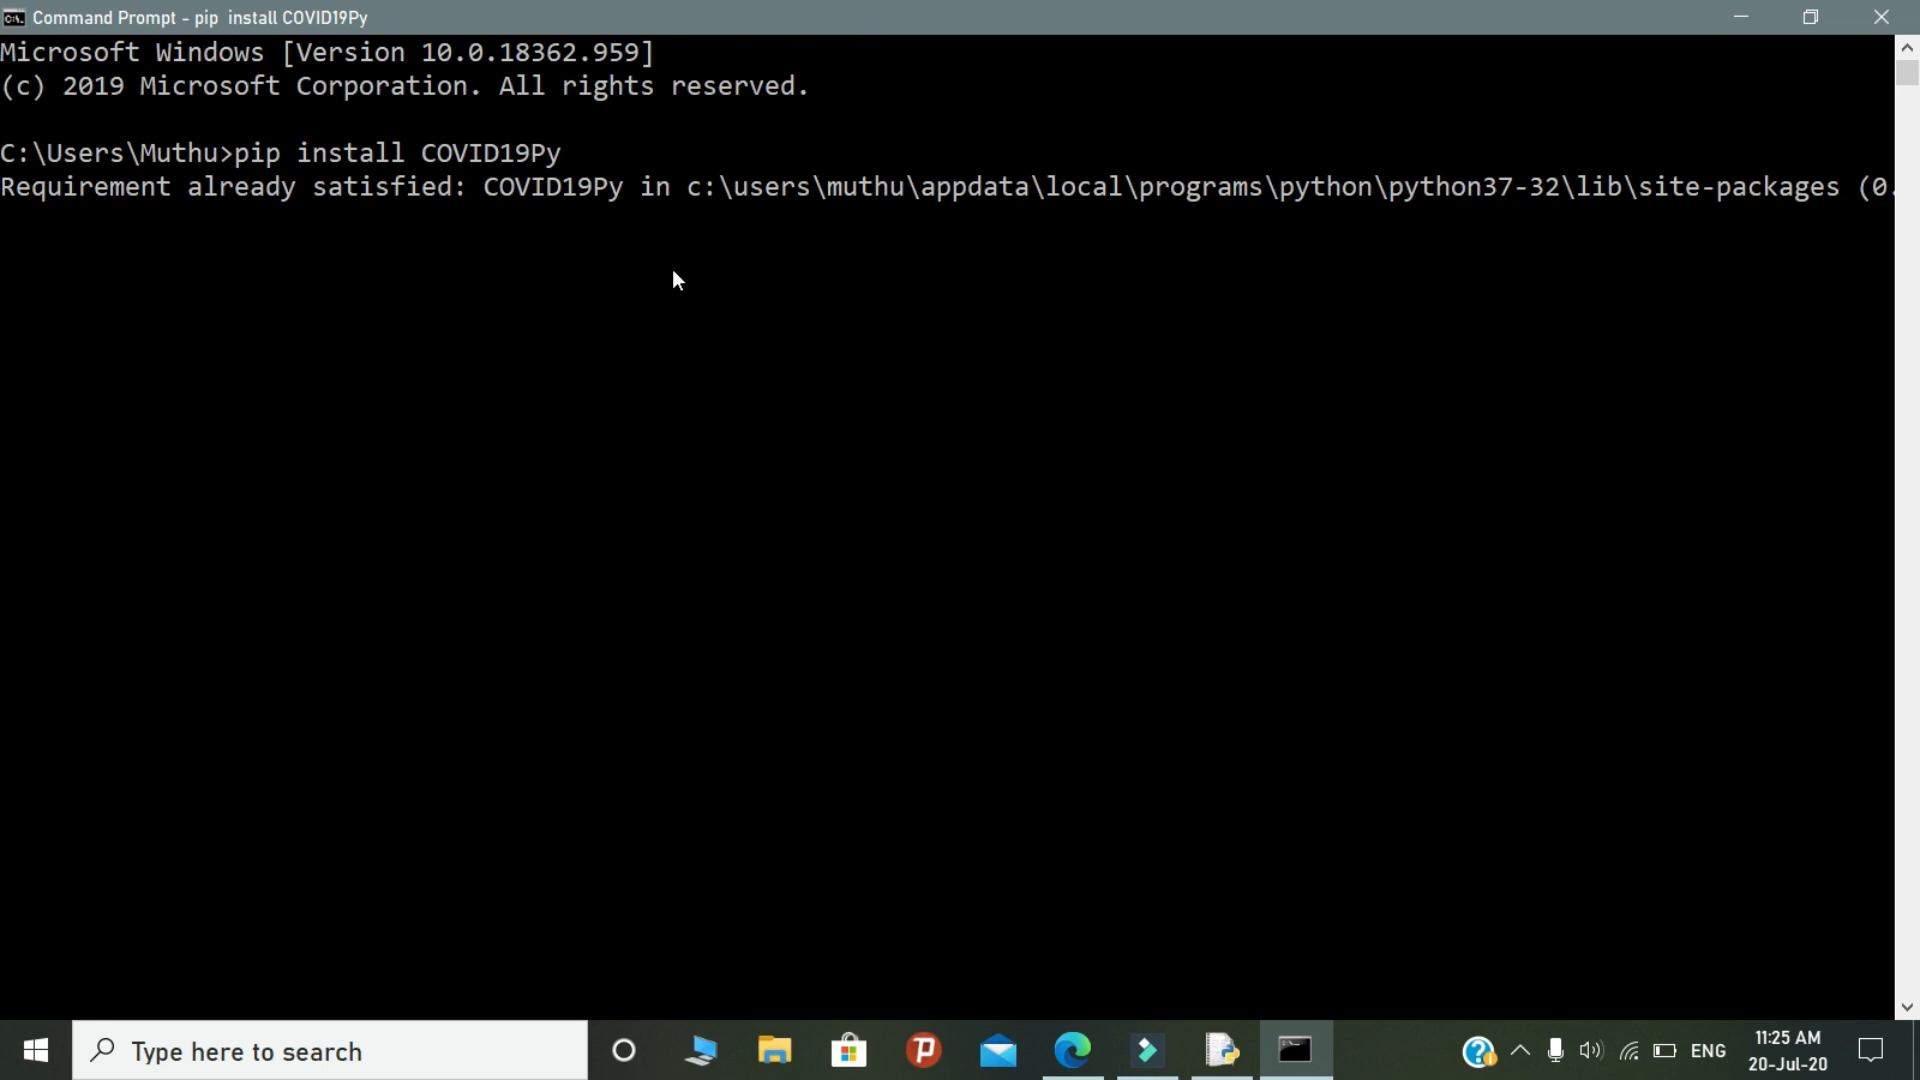 Command Prompt - pip  install COVID19Py
Microsoft Windows [Version 10.0.18362.959]
(c) 2019 Microsoft Corporation. All rights reserved.
C:\Users\Muthu>pip install COVID19Py
Requirement already satisfied: COVID19Py in c:\users\muthu\appdata\local\programs\python\python37-32\lib\site-packages (0.
Type here to search
ENG
11:25 AM
20-Jul-20